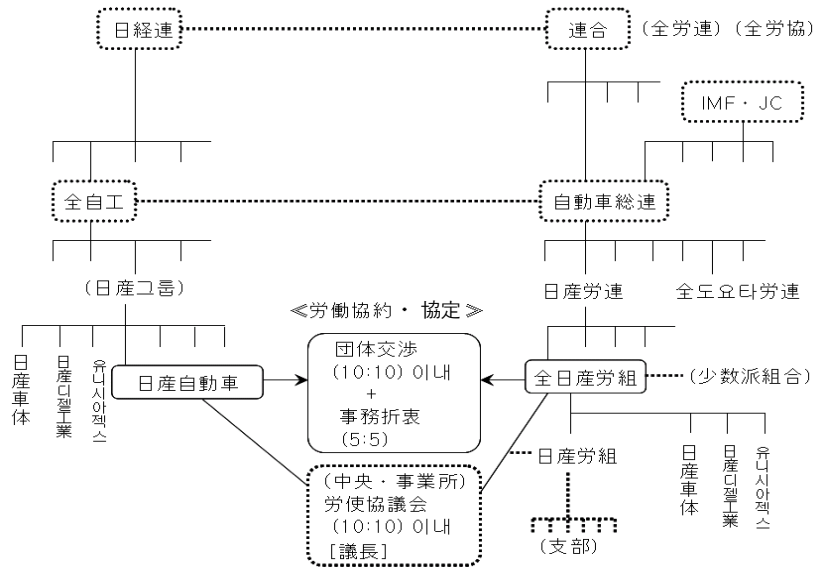 日経連
連合 (全労連) (全労協)
IMF・JC
全自工
自動車総連
(日産그룹)
日産労連
全도요타労連
≪労働協約・ 協定≫
日産車体
日産디젤工業
유니시아젝스
日産自動車
団体交渉
(10:10) 이내
+
事務折衷
(5:5)
全日産労組
(少数派組合)
日産労組
(支部)
日産車体
日産디젤工業
유니시아젝스
(中央・事業所)
労使協議会
(10:10) 이내
[議長]